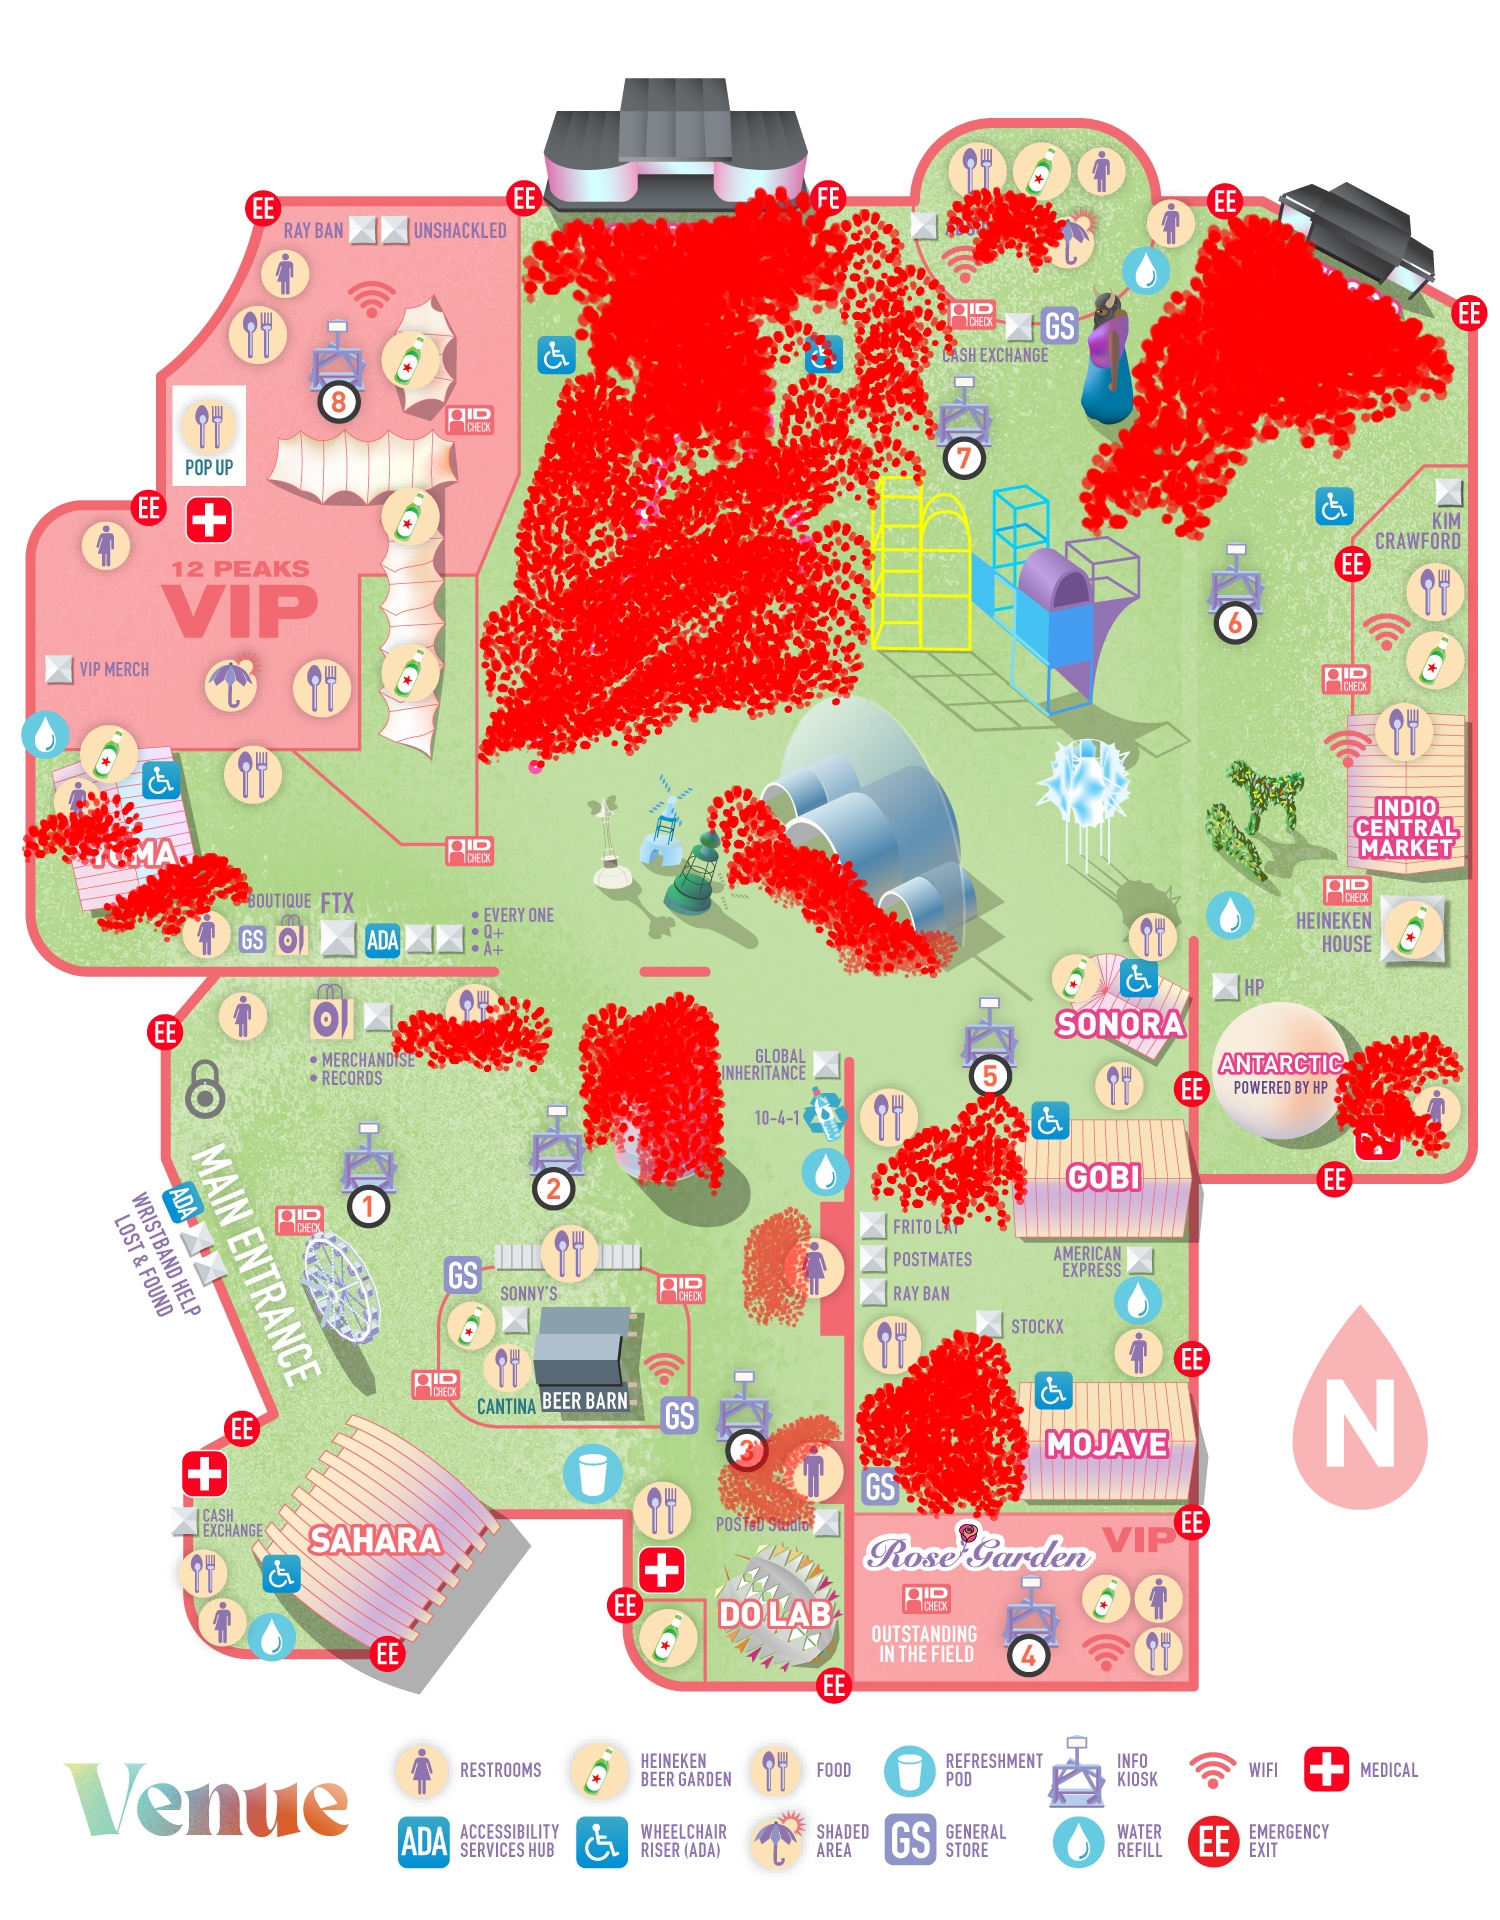 EE
FE
EE
EE
RAY BAN
UNSHACKLED
EE
ID
CHECK
GS
CASH EXCHANGE
EE
8
ID
CHECK
7
POP UP
EE
12 PEAKS
VIP
KIM
CRAWFORD
EE
6
VIP MERCH
ID
CHECK
INDIO
CENTRAL
MARKET
ID
CHECK
YUMA
ID
CHECK
HEINEKEN
HOUSE
BOUTIQUE
FTX
GS
ADA
• EVERY ONE
• Q+
• A+
HP
SONORA
EE
• MERCHANDISE
• RECORDS
GLOBAL
INHERITANCE
10-4-1
5
ANTARCTIC
POWERED BY HP
EE
GOBI
EE
1
2
MAIN ENTRANCE
ADA
WRISTBAND HELP
LOST & FOUND
ID
CHECK
FRITO LAY
POSTMATES
RAY BAN
AMERICAN
EXPRESS
STOCKX
GS
SONNY'S
ID
CHECK
ID
CHECK
CANTINA
BEER BARN
GS
EE
MOJAVE
3
GS
EE
CASH
EXCHANGE
SAHARA
POSTED Studio
EE
Rose Garden
VIP
ID
CHECK
OUTSTANDING
IN THE FIELD
4
DO LAB
EE
EE
EE
N
Venue
RESTROOMS
HEINEKEN
BEER GARDEN
FOOD
REFRESHMENT
POD
INFO
KIOSK
WIFI
MEDICAL
ADA
ACCESSIBILITY
SERVICES HUB
WHEELCHAIR
RISER (ADA)
SHADED
AREA
GS
GENERAL
STORE
WATER
REFILL
EE
EMERGENCY
EXIT